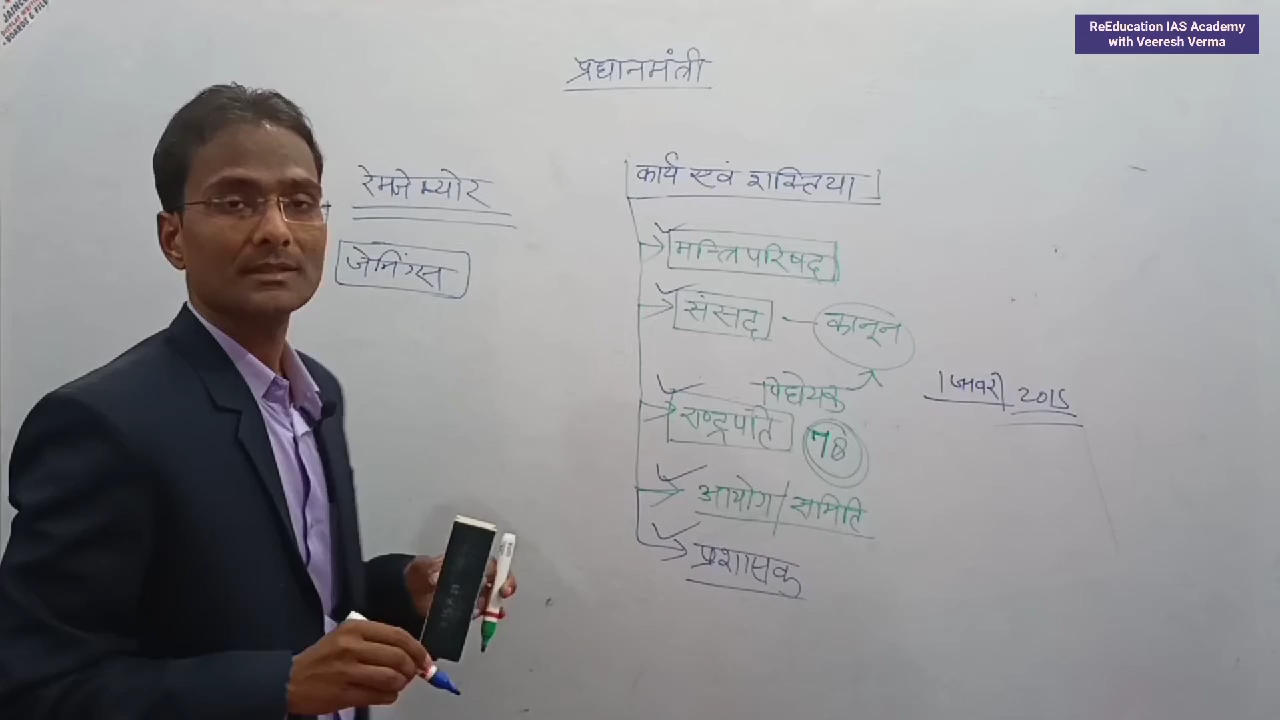 ReEducation IAS Academy
with Veeresh Verma
प्रधानमंत्री
रेमजे म्योर
जेनिंग्स
कार्य एवं शक्तिया
मन्त्रिपरिषद
संसद् - कानून
विधेयक
राष्ट्रपति 78
1 जनवरी 2015
आयोग / समिति
प्रशासक